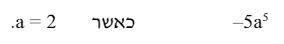 –5a⁵ כאשר a = 2.